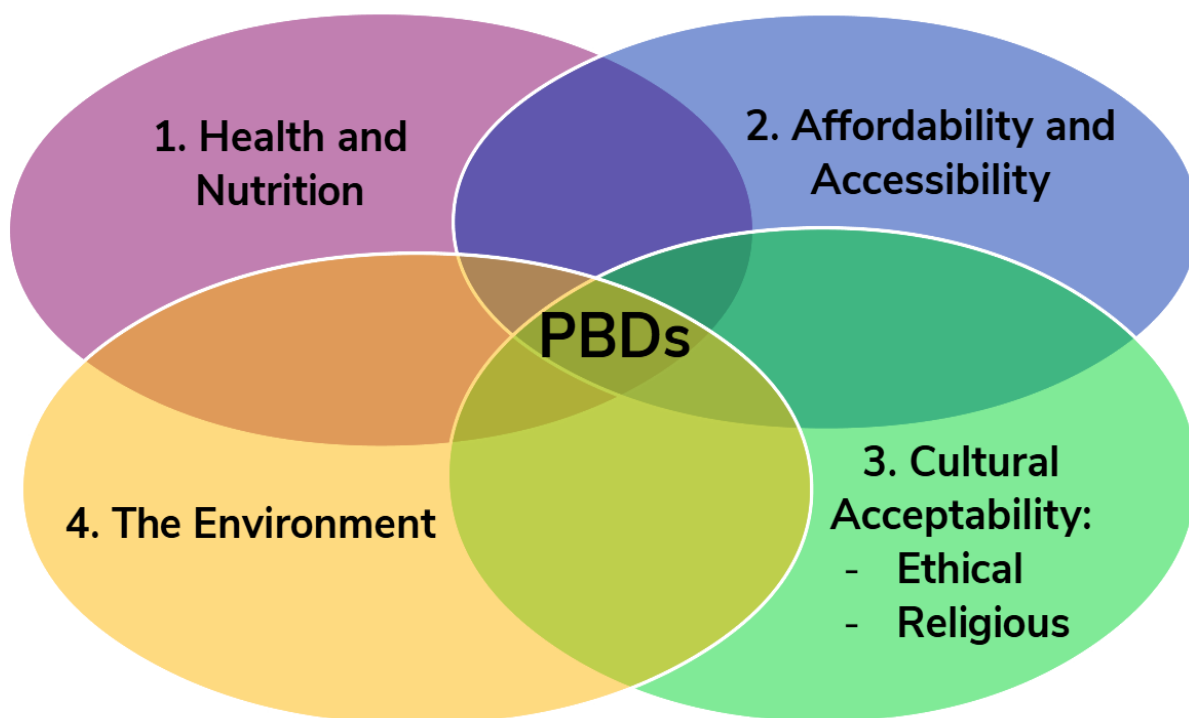 1. Health and
Nutrition
2. Affordability and
Accessibility
PBDs
3. Cultural
Acceptability:
- Ethical
- Religious
4. The Environment